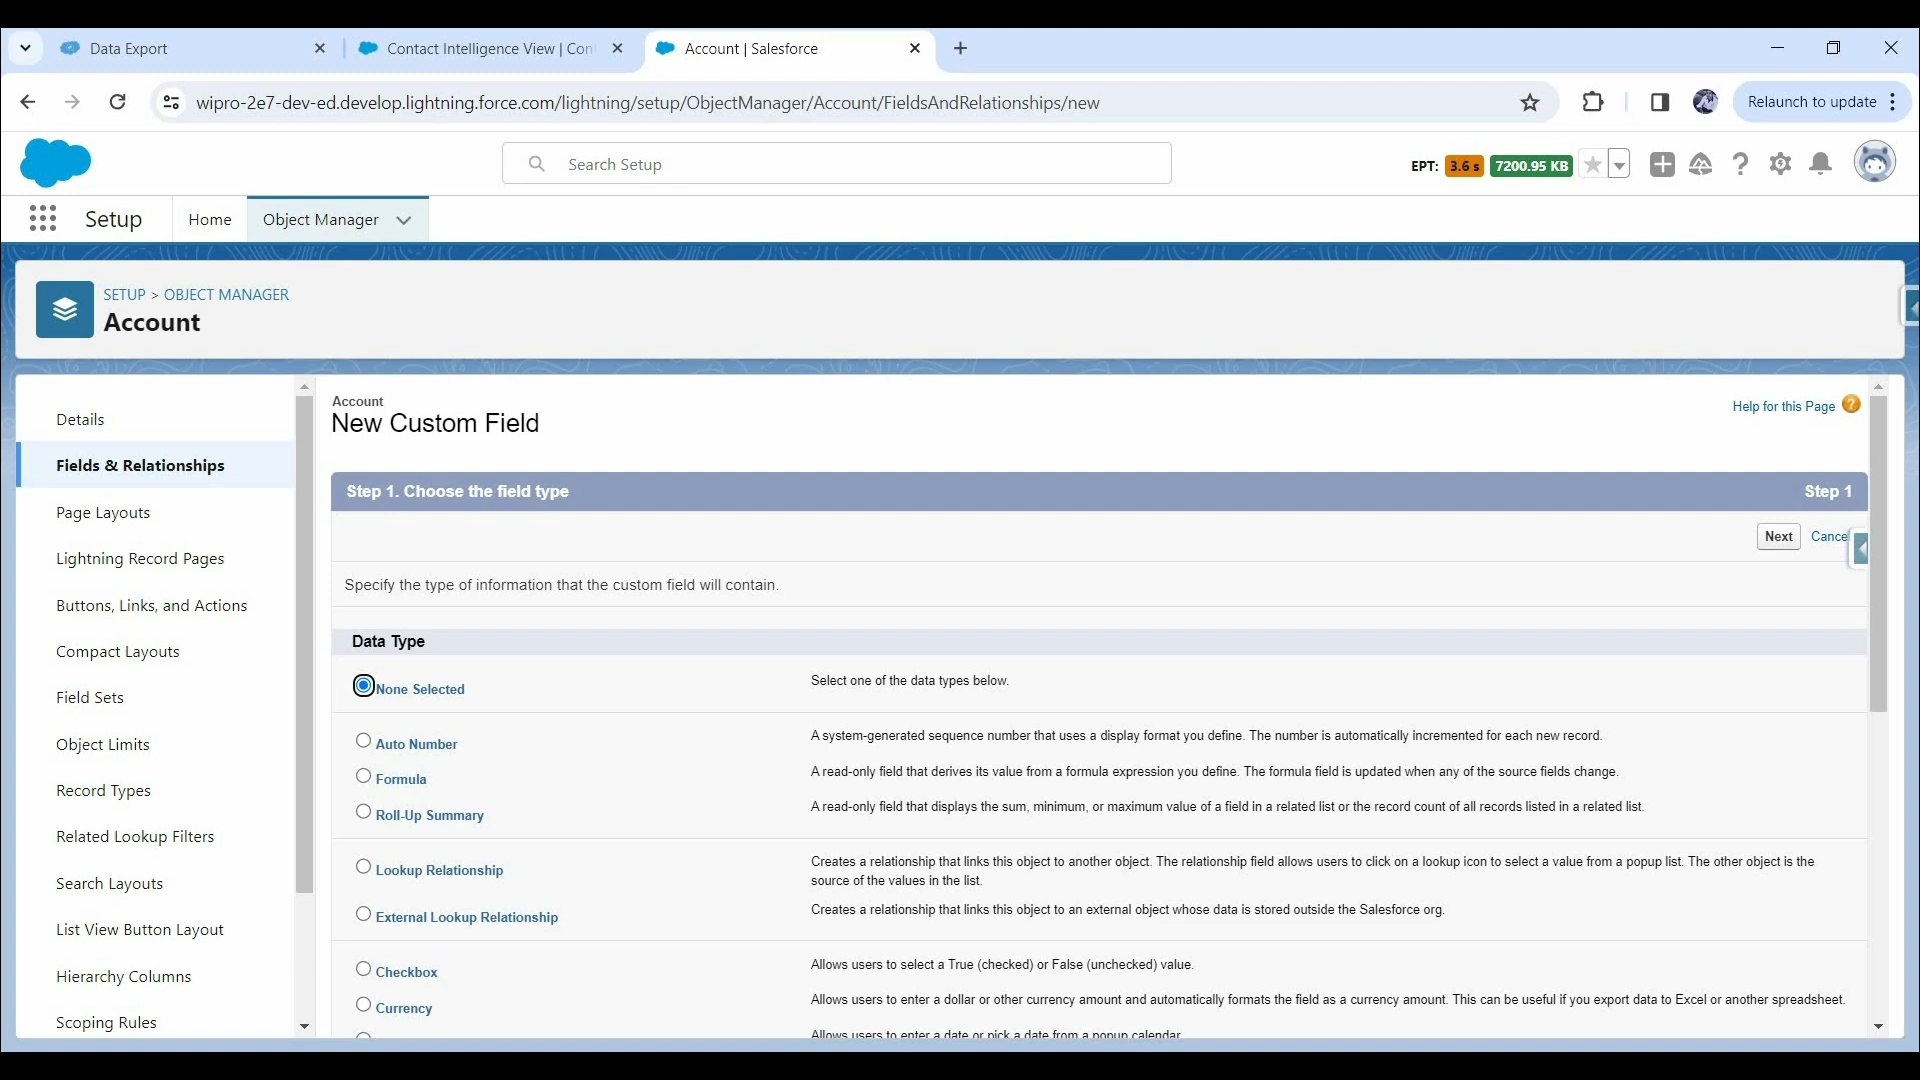 Data Export
Contact Intelligence View | Con
Account | Salesforce
wipro-2e7-dev-ed.develop.lightning.force.com/lightning/setup/ObjectManager/Account/FieldsAndRelationships/new
Relaunch to update
Search Setup
EPT: 3.6 s 7200.95 KB
Setup
Home
Object Manager
SETUP > OBJECT MANAGER
Account
Details
Fields & Relationships
Page Layouts
Lightning Record Pages
Buttons, Links, and Actions
Compact Layouts
Field Sets
Object Limits
Record Types
Related Lookup Filters
Search Layouts
List View Button Layout
Hierarchy Columns
Scoping Rules
Account
New Custom Field
Help for this Page ?
Step 1. Choose the field type
Step 1
Next
Cance
Specify the type of information that the custom field will contain.
Data Type
None Selected
Select one of the data types below.
Auto Number
A system-generated sequence number that uses a display format you define. The number is automatically incremented for each new record.
Formula
A read-only field that derives its value from a formula expression you define. The formula field is updated when any of the source fields change.
Roll-Up Summary
A read-only field that displays the sum, minimum, or maximum value of a field in a related list or the record count of all records listed in a related list.
Lookup Relationship
Creates a relationship that links this object to another object. The relationship field allows users to click on a lookup icon to select a value from a popup list. The other object is the
source of the values in the list.
External Lookup Relationship
Creates a relationship that links this object to an external object whose data is stored outside the Salesforce org.
Checkbox
Allows users to select a True (checked) or False (unchecked) value.
Currency
Allows users to enter a dollar or other currency amount and automatically formats the field as a currency amount. This can be useful if you export data to Excel or another spreadsheet.
Allows users to enter a date or pick a date from a popup calendar.